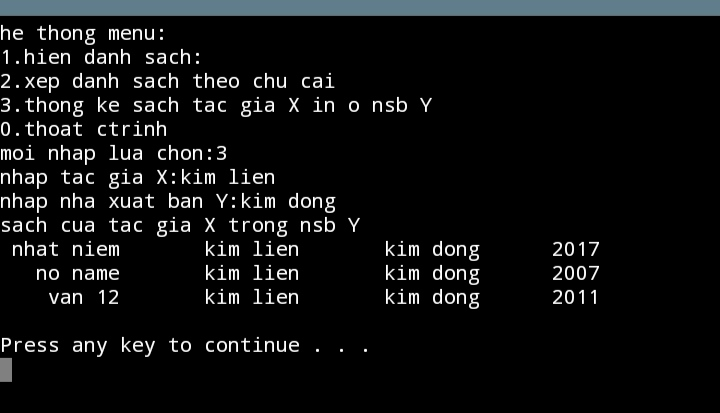 he thong menu:
1.hien danh sach:
2.xep danh sach theo chu cai
3.thong ke sach tac gia X in o nsb Y
0.thoat ctrinh
moi nhap lua chon:3
nhap tac gia X:kim lien
nhap nha xuat ban Y:kim dong
sach cua tac gia X trong nsb Y
nhat niem kim lien kim dong 2017
no name kim lien kim dong 2007
van 12 kim lien kim dong 2011
Press any key to continue . . .